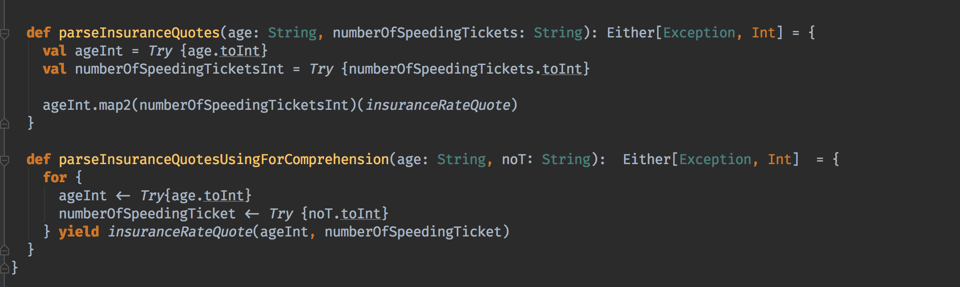 def parseInsuranceQuotes(age: String, numberOfSpeedingTickets: String): Either[Exception, Int] = {
val ageInt = Try {age.toInt}
val numberOfSpeedingTicketsInt = Try {numberOfSpeedingTickets.toInt}
ageInt.map2(numberOfSpeedingTicketsInt)(insuranceRateQuote)
}
def parseInsuranceQuotesUsingForComprehension(age: String, noT: String):  Either[Exception, Int]  = {
for {
ageInt ← Try{age.toInt}
numberOfSpeedingTicket ← Try {noT.toInt}
} yield insuranceRateQuote(ageInt, numberOfSpeedingTicket)
}
}